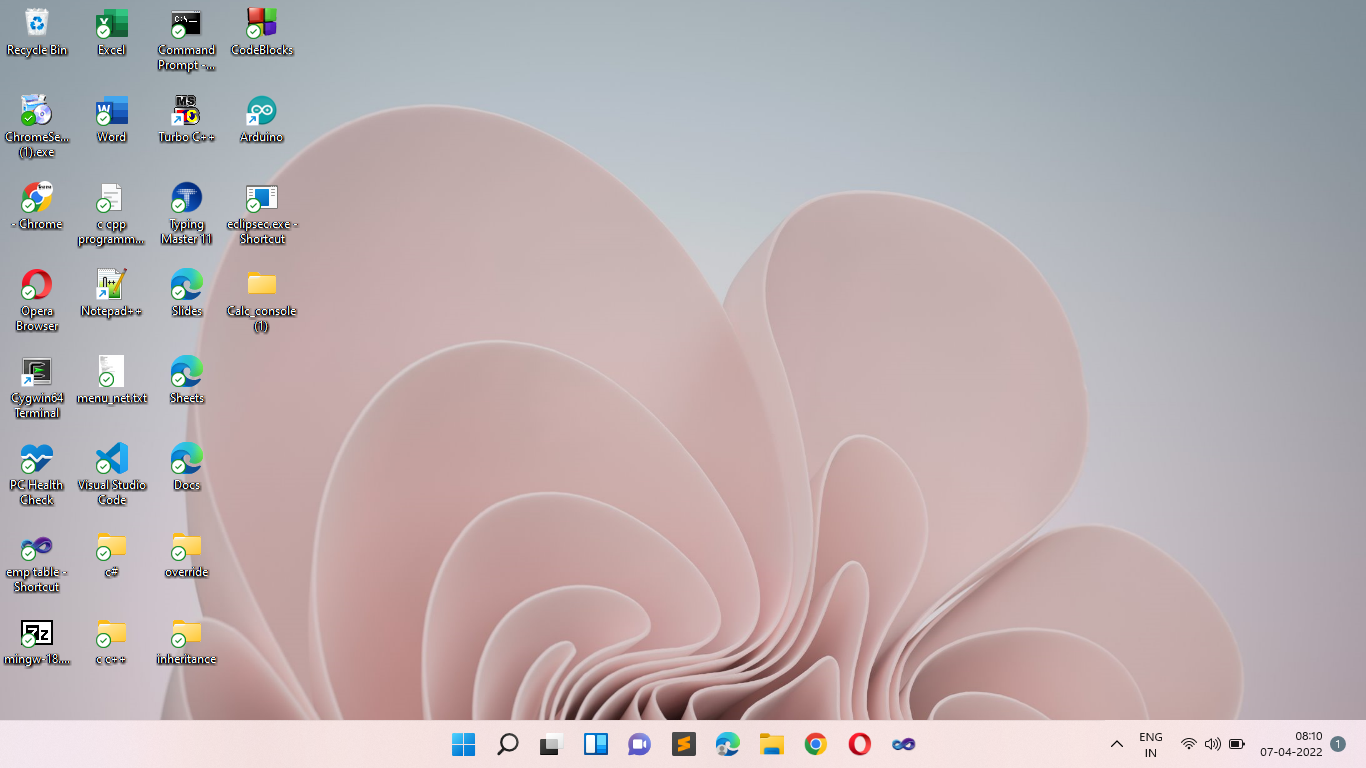 Recycle Bin
Excel
Command
Prompt -...
CodeBlocks
ChromeSe...
(1).exe
Word
Turbo C++
Arduino
- Chrome
c cpp
programm...
Typing
Master 11
eclipsec.exe -
Shortcut
Opera
Browser
Notepad++
Slides
Calc_console
(1)
Cygwin64
Terminal
menu_net.txt
Sheets
PC Health
Check
Visual Studio
Code
Docs
emp table -
Shortcut
c#
override
mingw-18....
c c++
inheritance
ENG
IN
08:10
07-04-2022
1